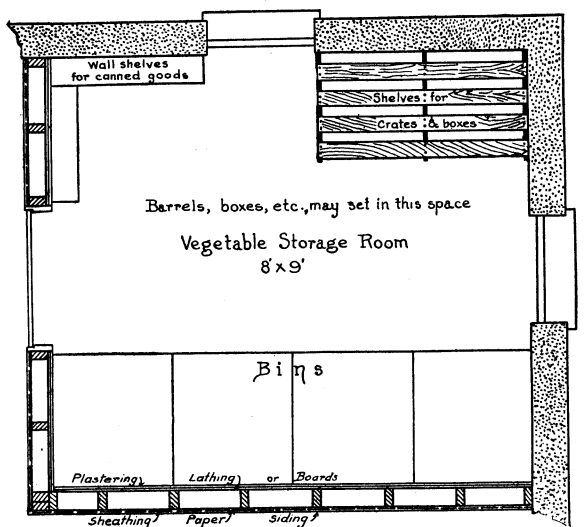 Wall shelves
for canned goods
Shelves for
Crates & boxes
Barrels, boxes, etc., may set in this space
Vegetable Storage Room
8' x 9'
Bins
Plastering Lathing or Boards
Sheathing Paper Siding